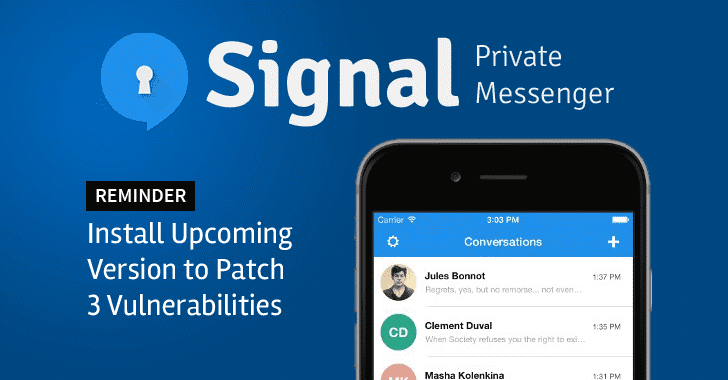 Signal
Private
Messenger
REMINDER
Install Upcoming
Version to Patch
3 Vulnerabilities
Carrier 3:03 PM
Conversations
Jules Bonnot 1:37 PM
Regrets, yes, but no remorse... not even...
CD
Clement Duval 1:35 PM
When Society refuses you the right to exi...
MK
Masha Kolenkina 1:31 PM